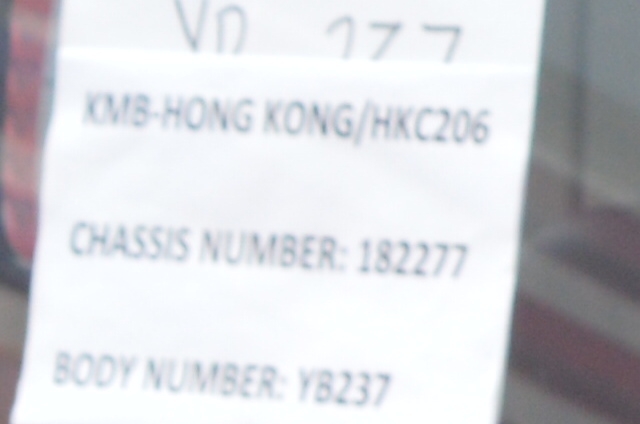 KMB-HONG KONG/HKC206
CHASSIS NUMBER: 182277
BODY NUMBER: YB237